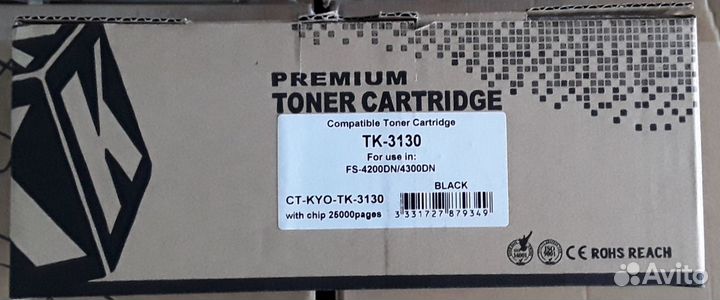 PREMIUM
TONER CARTRIDGE
Compatible Toner Cartridge
TK-3130
For use in:
FS-4200DN/4300DN
BLACK
CT-KYO-TK-3130
with chip 25000pages
3 331727 879349
CE ROHS REACH
Avito